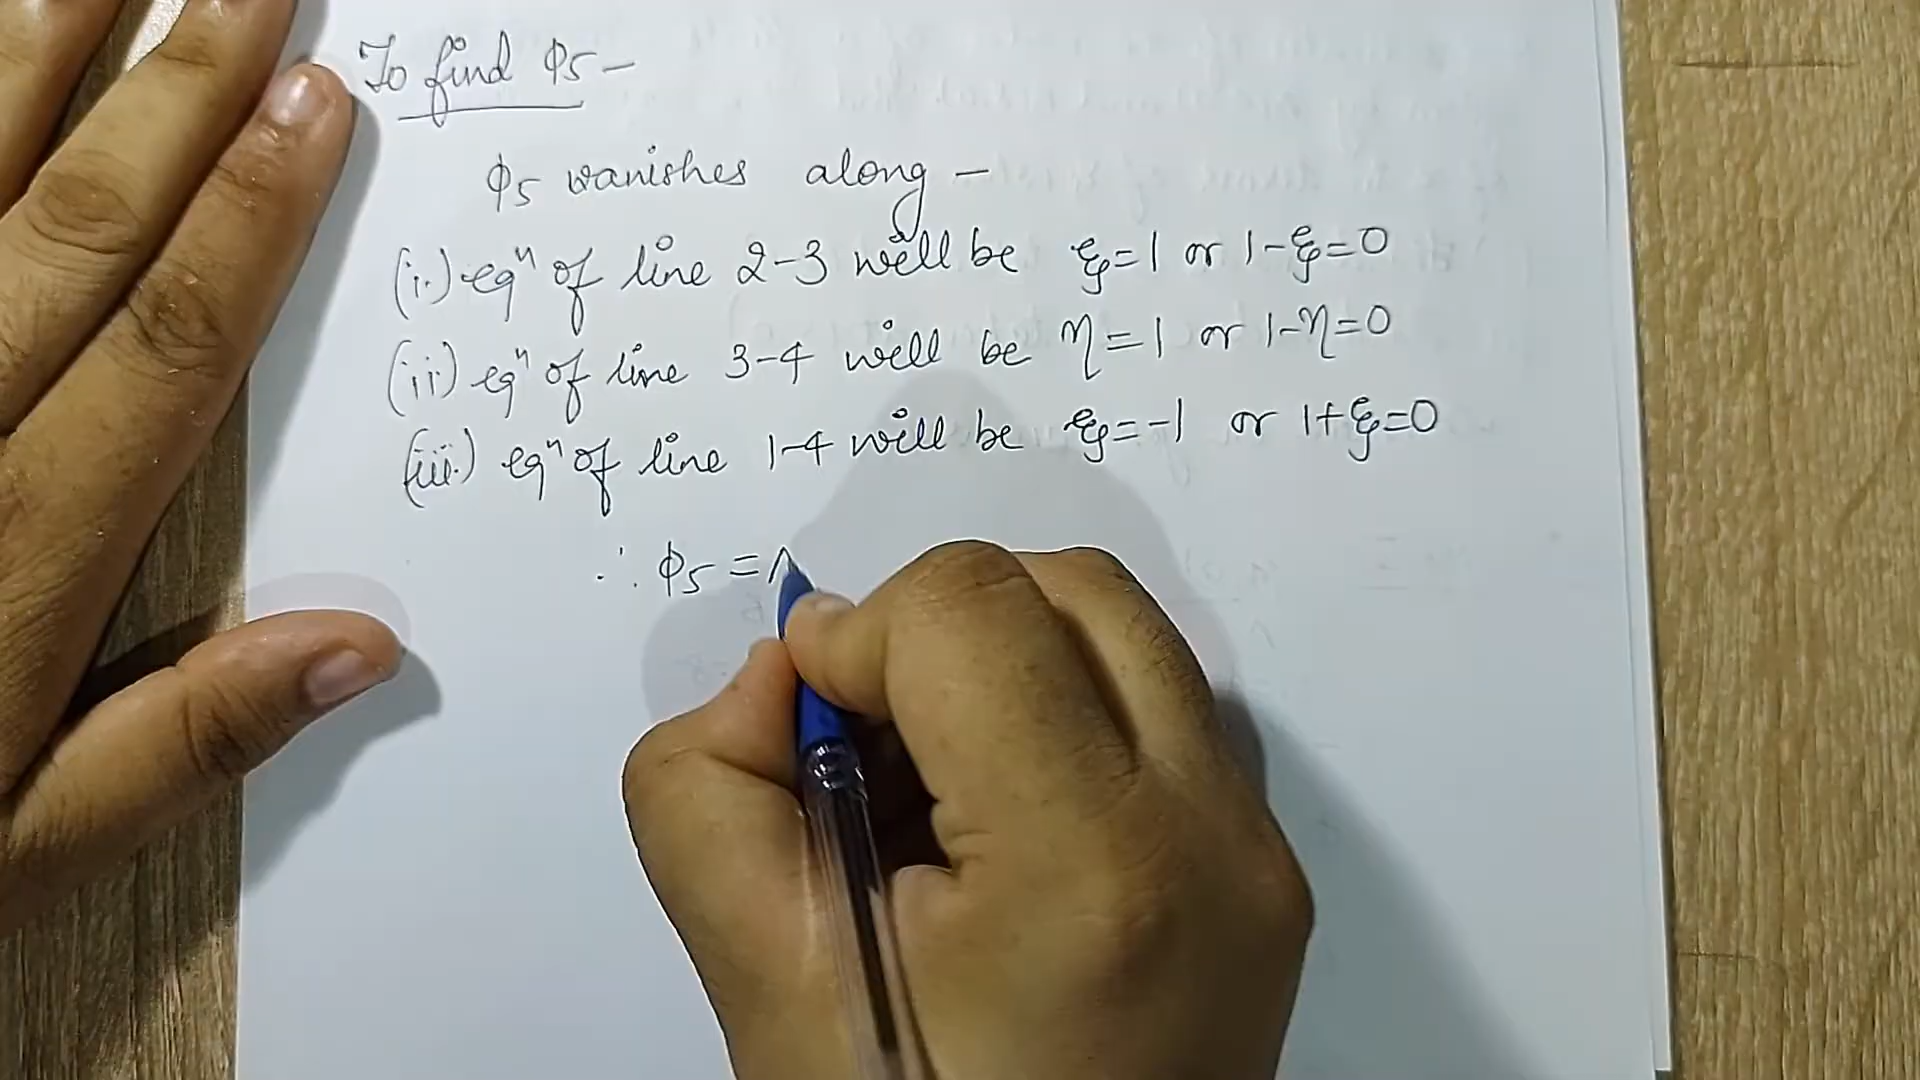 To find φ5 –
φ5 vanishes along –
(i.) eqⁿ of line 2-3 will be ξ=1 or 1-ξ=0
(ii) eqⁿ of line 3-4 will be η=1 or 1-η=0
(iii.) eqⁿ of line 1-4 will be ξ=-1 or 1+ξ=0
∴ φ5 =